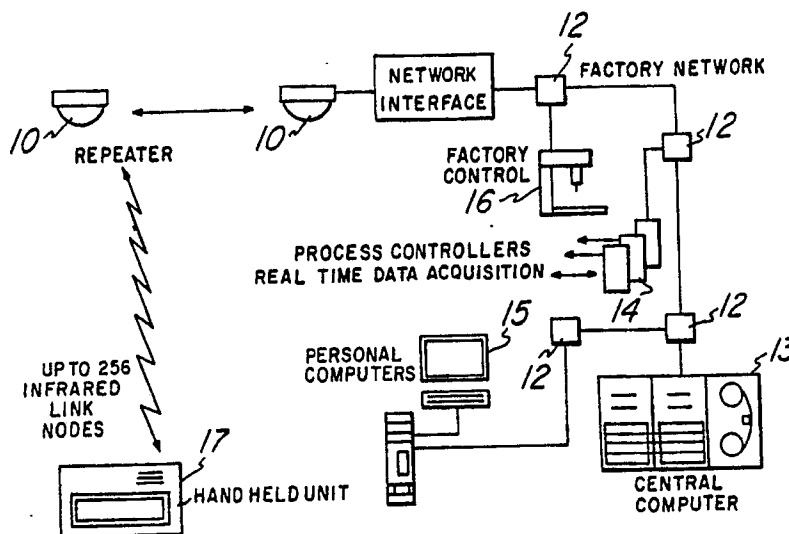 12
NETWORK
INTERFACE
FACTORY NETWORK
10
10
12
REPEATER
FACTORY
CONTROL
16
PROCESS CONTROLLERS
REAL TIME DATA ACQUISITION
14
15
12
12
13
PERSONAL
COMPUTERS
UP TO 256
INFRARED
LINK
NODES
17
HAND HELD UNIT
CENTRAL
COMPUTER